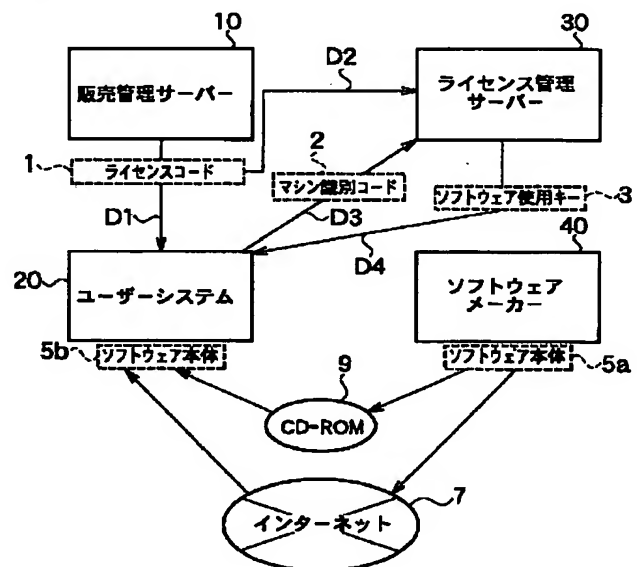 10
30
D2
販売管理サーバー
ライセンス管理
サーバー
1
ライセンスコード
2
マシン識別コード
ソフトウェア使用キー
3
D1
D3
D4
20
40
ユーザーシステム
ソフトウェア
メーカー
5b
ソフトウェア本体
ソフトウェア本体
5a
9
CD-ROM
インターネット
7